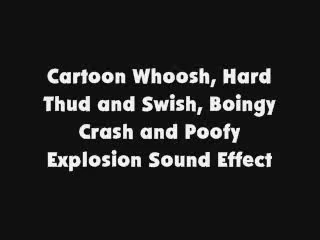 Cartoon Whoosh, Hard
Thud and Swish, Boingy
Crash and Poofy
Explosion Sound Effect